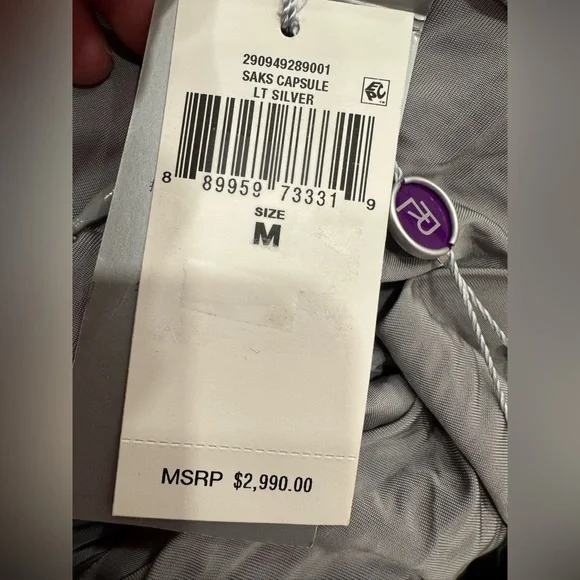 290949289001
SAKS CAPSULE
LT SILVER
8 89959 73331 9
SIZE
M
MSRP $2,990.00
RL